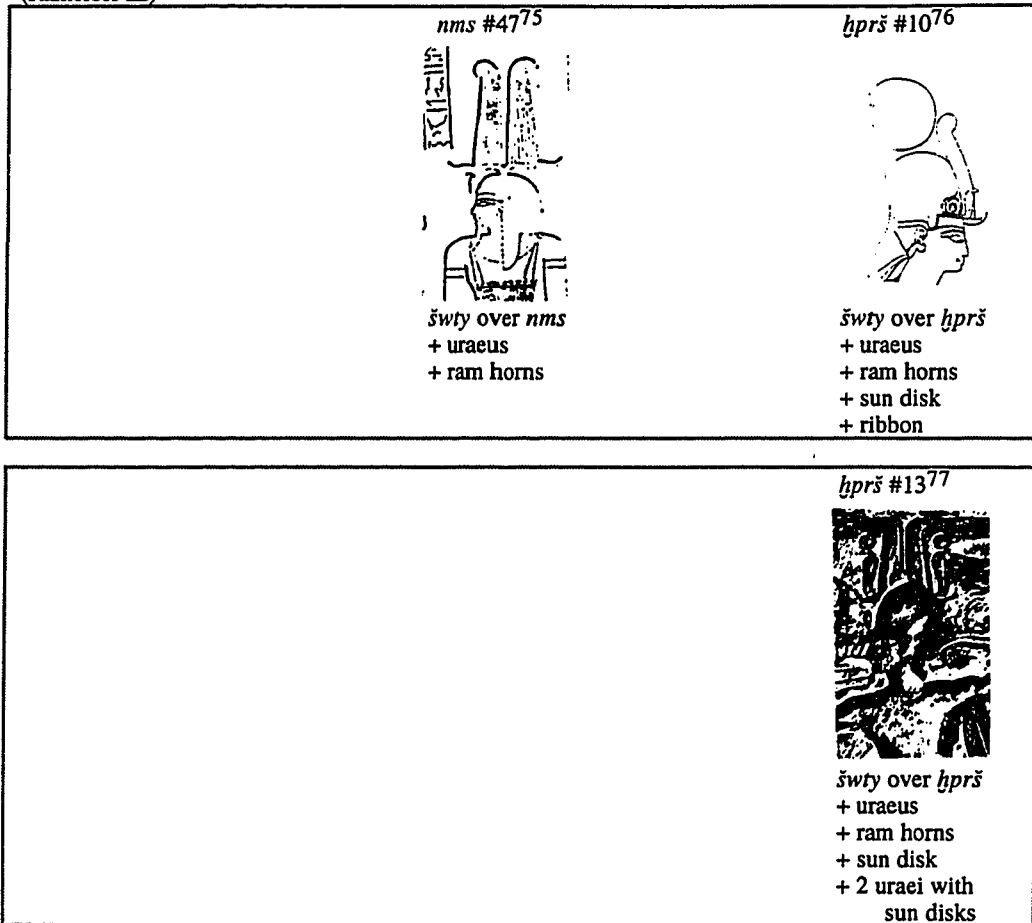 nms #47⁷⁵
šwty over nms
+ uraeus
+ ram horns
ḫprš #10⁷⁶
šwty over ḫprš
+ uraeus
+ ram horns
+ sun disk
+ ribbon
ḫprš #13⁷⁷
šwty over ḫprš
+ uraeus
+ ram horns
+ sun disk
+ 2 uraei with
sun disks